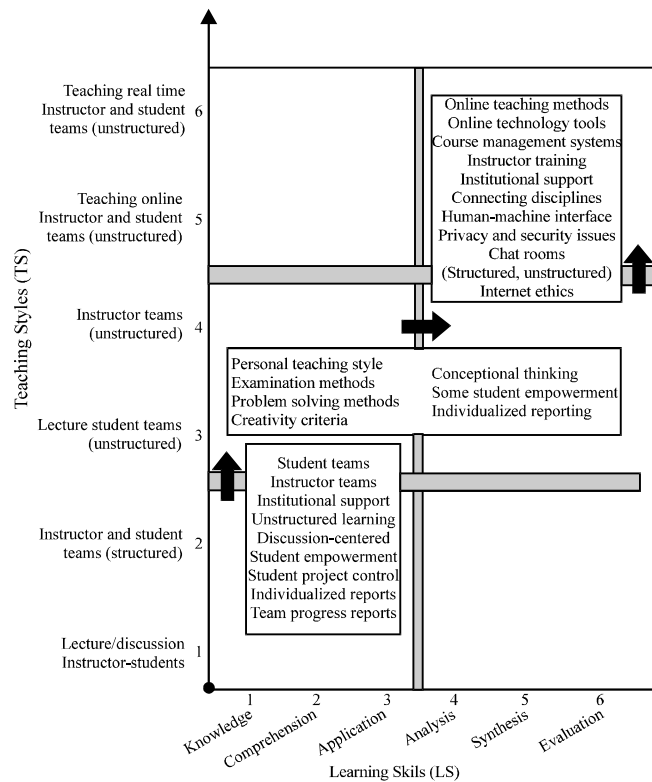 Teaching Styles (TS)
Teaching real time
Instructor and student
teams (unstructured)
6
Teaching online
Instructor and student
teams (unstructured)
5
Instructor teams
(unstructured)
4
Lecture student teams
(unstructured)
3
Instructor and student
teams (structured)
2
Lecture/discussion
Instructor-students
1
Online teaching methods
Online technology tools
Course management systems
Instructor training
Institutional support
Connecting disciplines
Human-machine interface
Privacy and security issues
Chat rooms
(Structured, unstructured)
Internet ethics
Personal teaching style
Examination methods
Problem solving methods
Creativity criteria
Conceptional thinking
Some student empowerment
Individualized reporting
Student teams
Instructor teams
Institutional support
Unstructured learning
Discussion-centered
Student empowerment
Student project control
Individualized reports
Team progress reports
1 2 3 4 5 6
Knowledge
Comprehension
Application
Analysis
Synthesis
Evaluation
Learning Skils (LS)